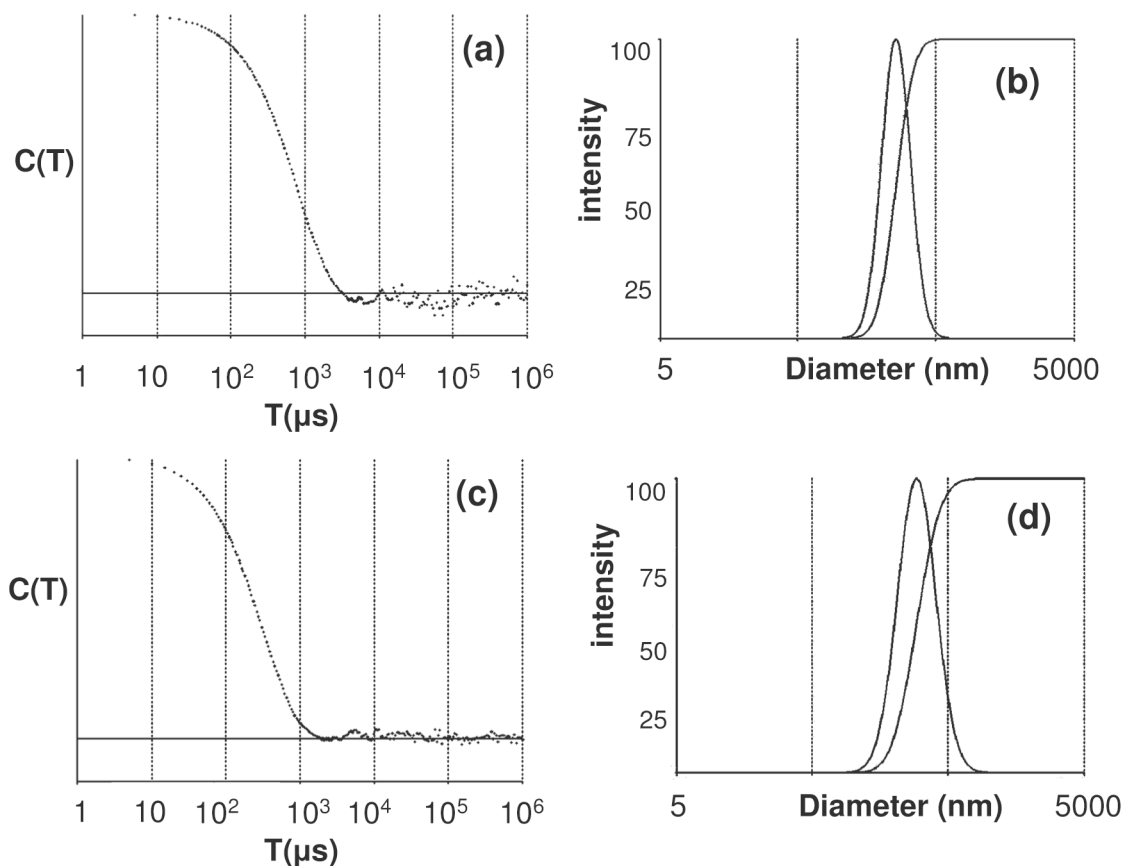 (a)
C(T)
1 10 10² 10³ 10⁴ 10⁵ 10⁶
T(µs)
(b)
intensity
100
75
50
25
5 Diameter (nm) 5000
(c)
C(T)
1 10 10² 10³ 10⁴ 10⁵ 10⁶
T(µs)
(d)
intensity
100
75
50
25
5 Diameter (nm) 5000